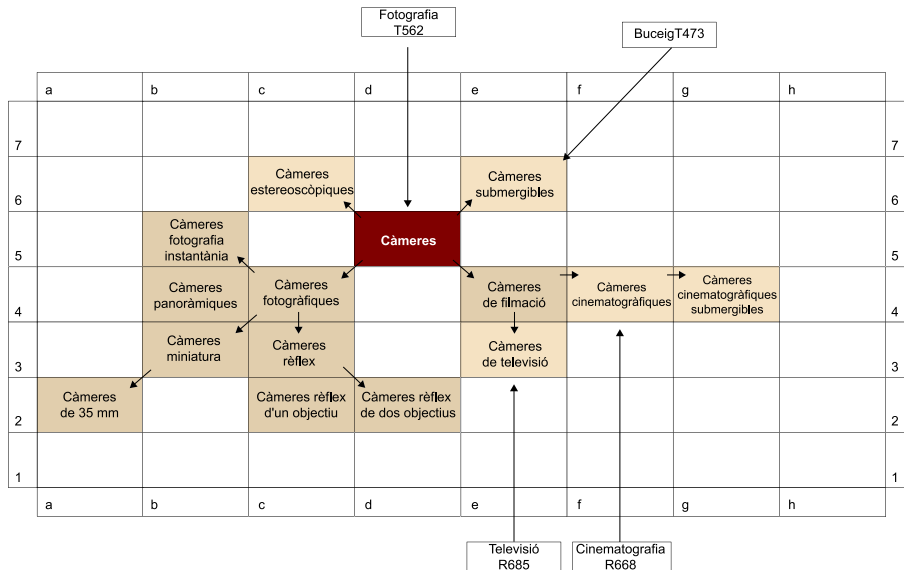 Fotografia
T562
BuceigT473
a
b
c
d
e
f
g
h
7
7
Càmeres
estereoscòpiques
Càmeres
submergibles
6
6
Càmeres
fotografia
instantània
Càmeres
5
5
Càmeres
panoràmiques
Càmeres
fotogràfiques
Càmeres
de filmació
Càmeres
cinematogràfiques
Càmeres
cinematogràfiques
submergibles
4
4
Càmeres
miniatura
Càmeres
rèflex
Càmeres
de televisió
3
3
Càmeres
de 35 mm
Càmeres rèflex
d'un objectiu
Càmeres rèflex
de dos objectius
2
2
1
1
a
b
c
d
e
f
g
h
Televisió
R685
Cinematografia
R668